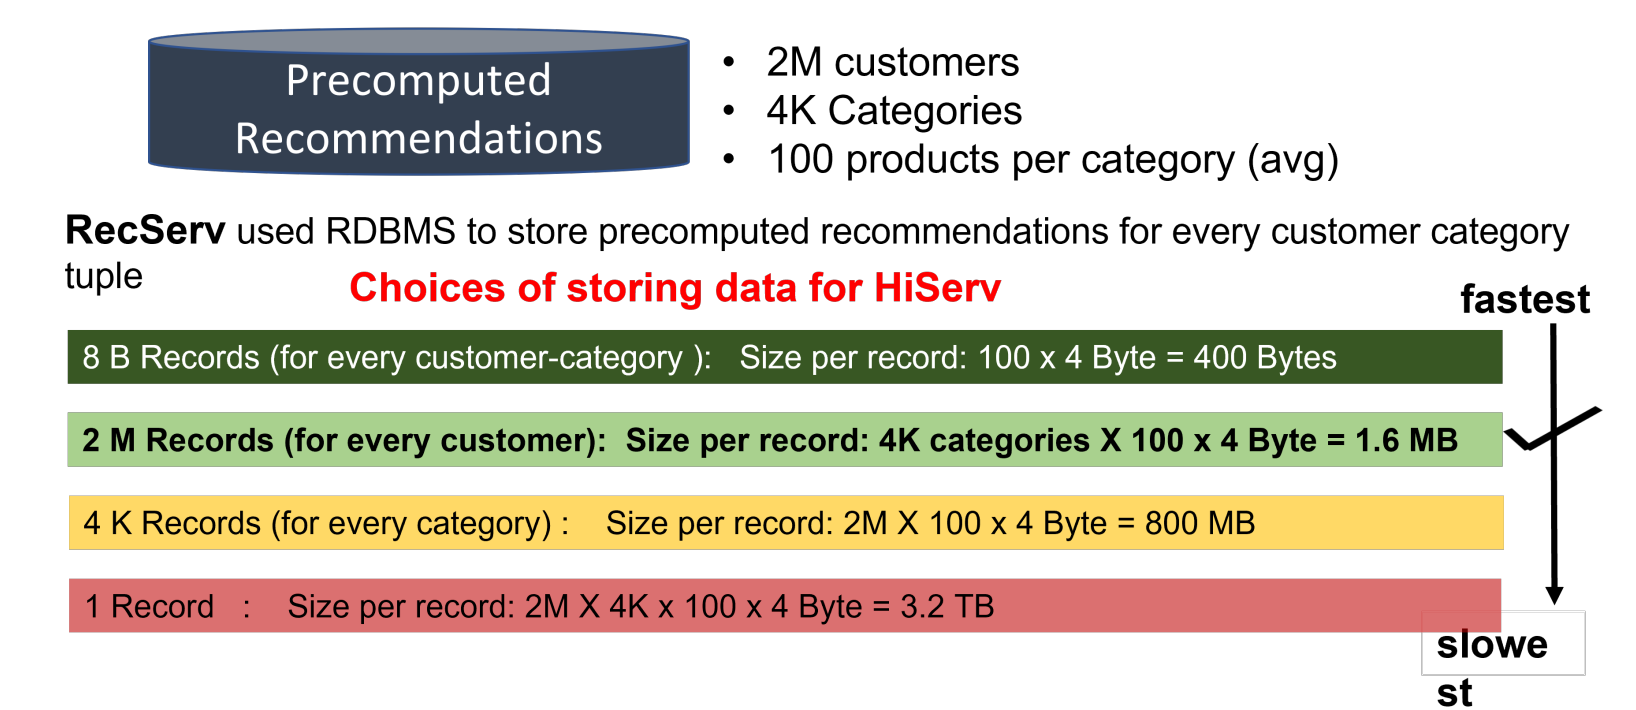 Precomputed
Recommendations
• 2M customers
• 4K Categories
• 100 products per category (avg)
RecServ used RDBMS to store precomputed recommendations for every customer category
tuple
Choices of storing data for HiServ
fastest
8 B Records (for every customer-category ): Size per record: 100 x 4 Byte = 400 Bytes
2 M Records (for every customer): Size per record: 4K categories X 100 x 4 Byte = 1.6 MB
4 K Records (for every category) : Size per record: 2M X 100 x 4 Byte = 800 MB
1 Record : Size per record: 2M X 4K x 100 x 4 Byte = 3.2 TB
slowe
st